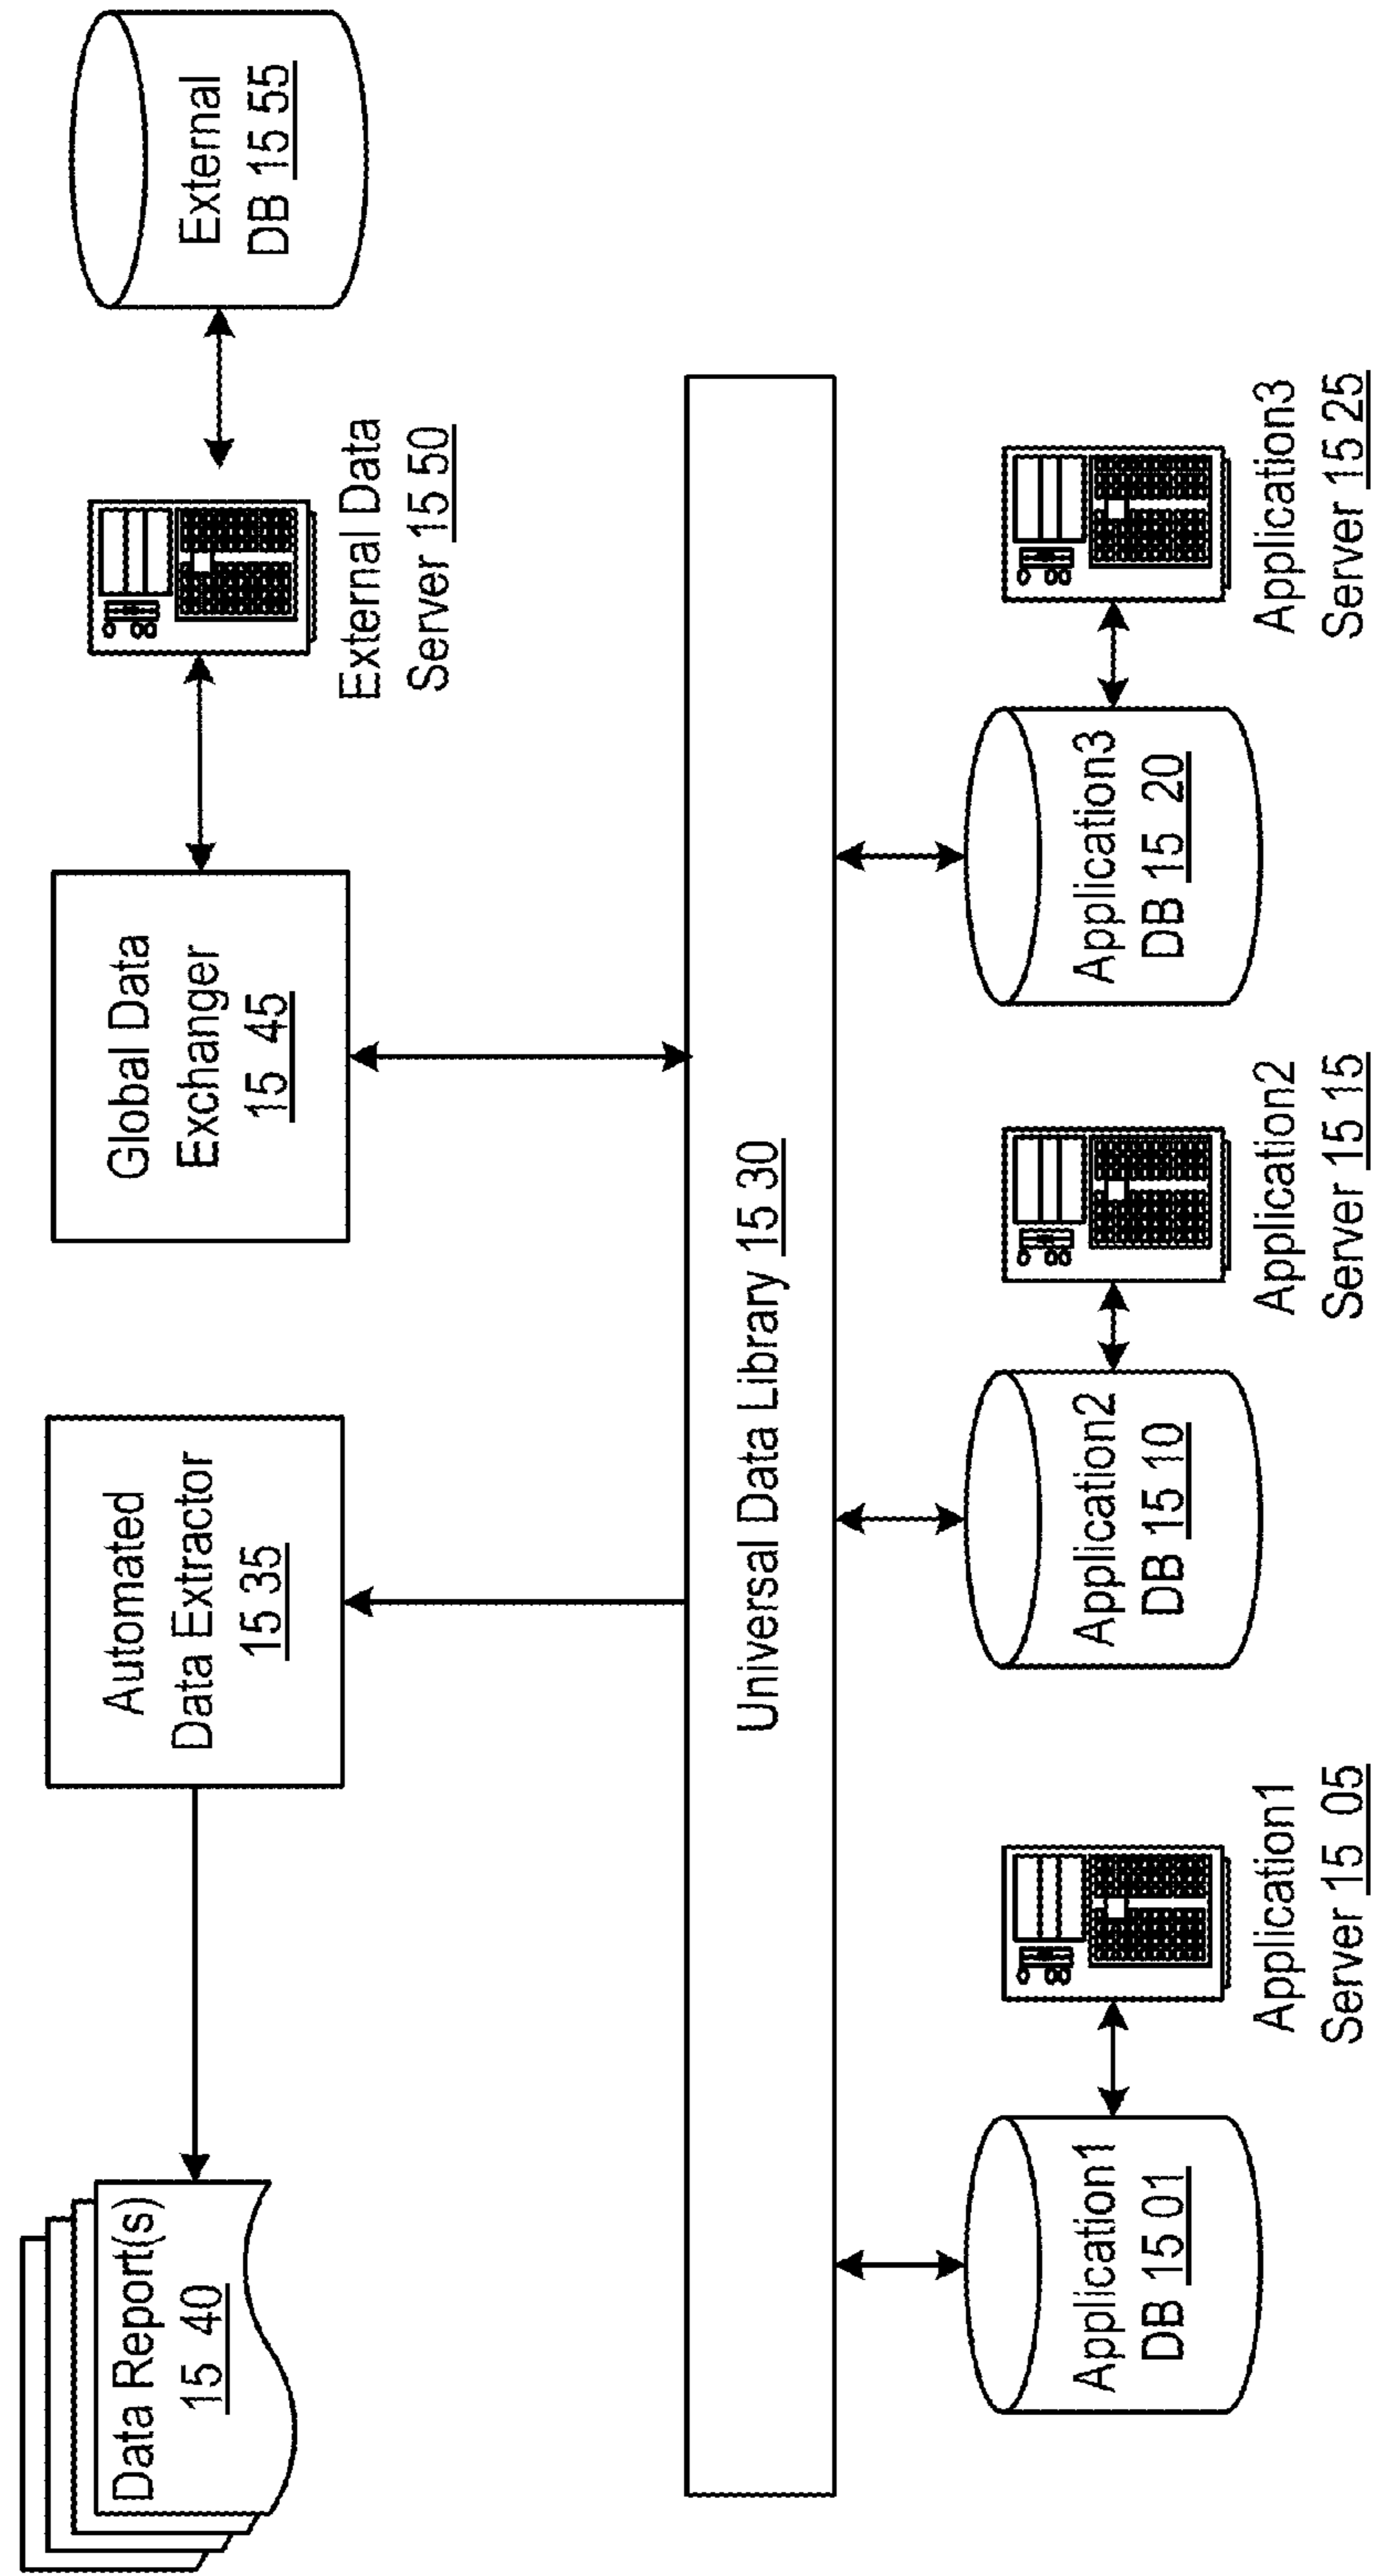 Data Report(s)
15 40
Automated
Data Extractor
15 35
Global Data
Exchanger
15 45
External Data
Server 15 50
External
DB 15 55
Universal Data Library 15 30
Application1
DB 15 01
Application1
Server 15 05
Application2
DB 15 10
Application2
Server 15 15
Application3
DB 15 20
Application3
Server 15 25